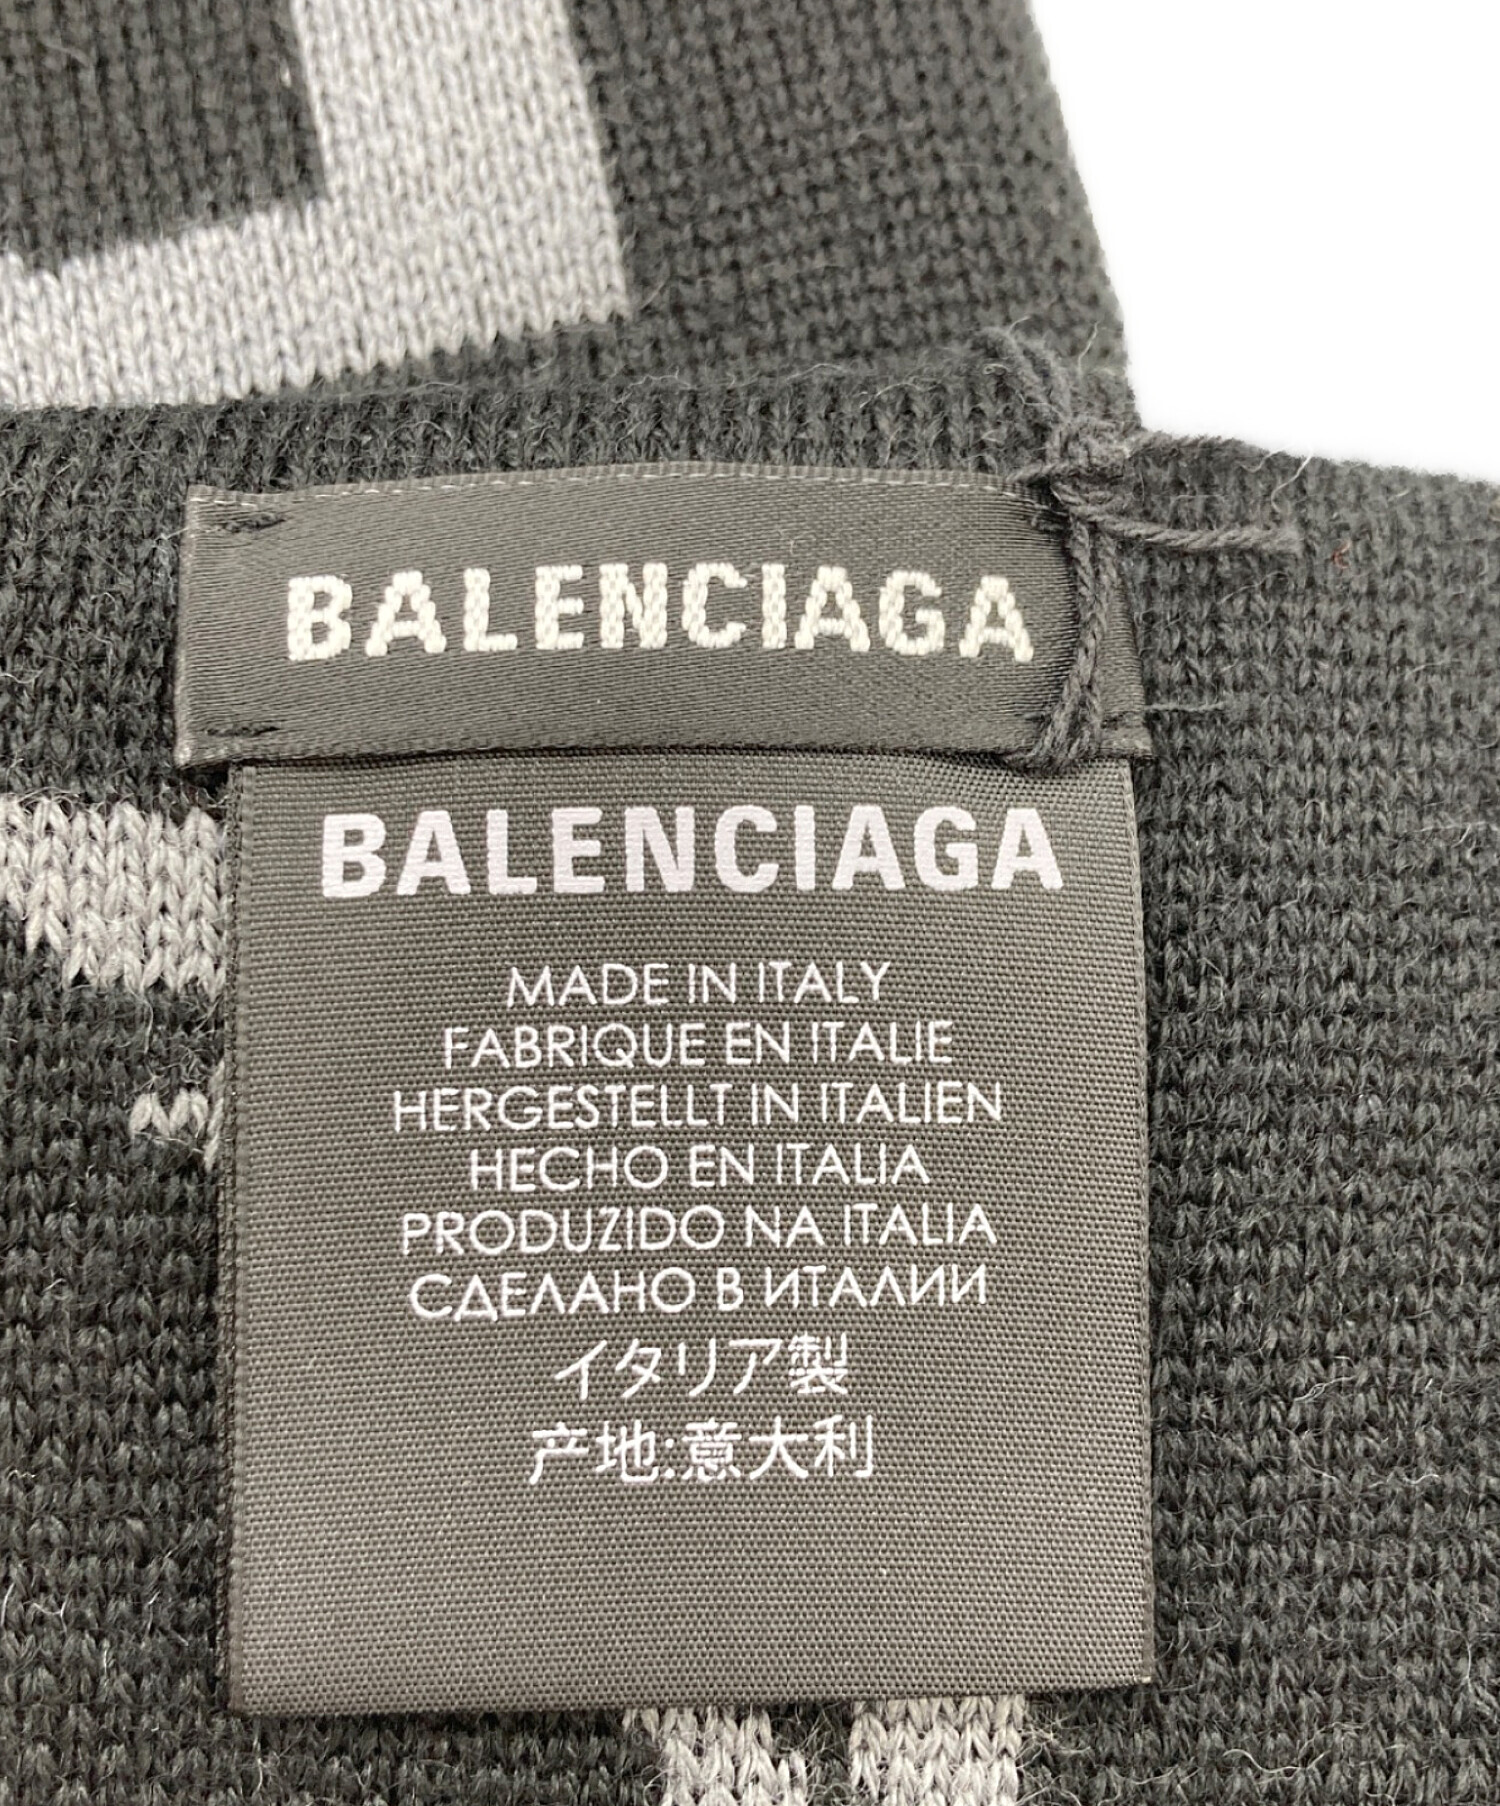 BALENCIAGA
BALENCIAGA
MADE IN ITALY
FABRIQUE EN ITALIE
HERGESTELLT IN ITALIEN
HECHO EN ITALIA
PRODUZIDO NA ITALIA
СДЕЛАНО В ИТАЛИИ
イタリア製
产地:意大利